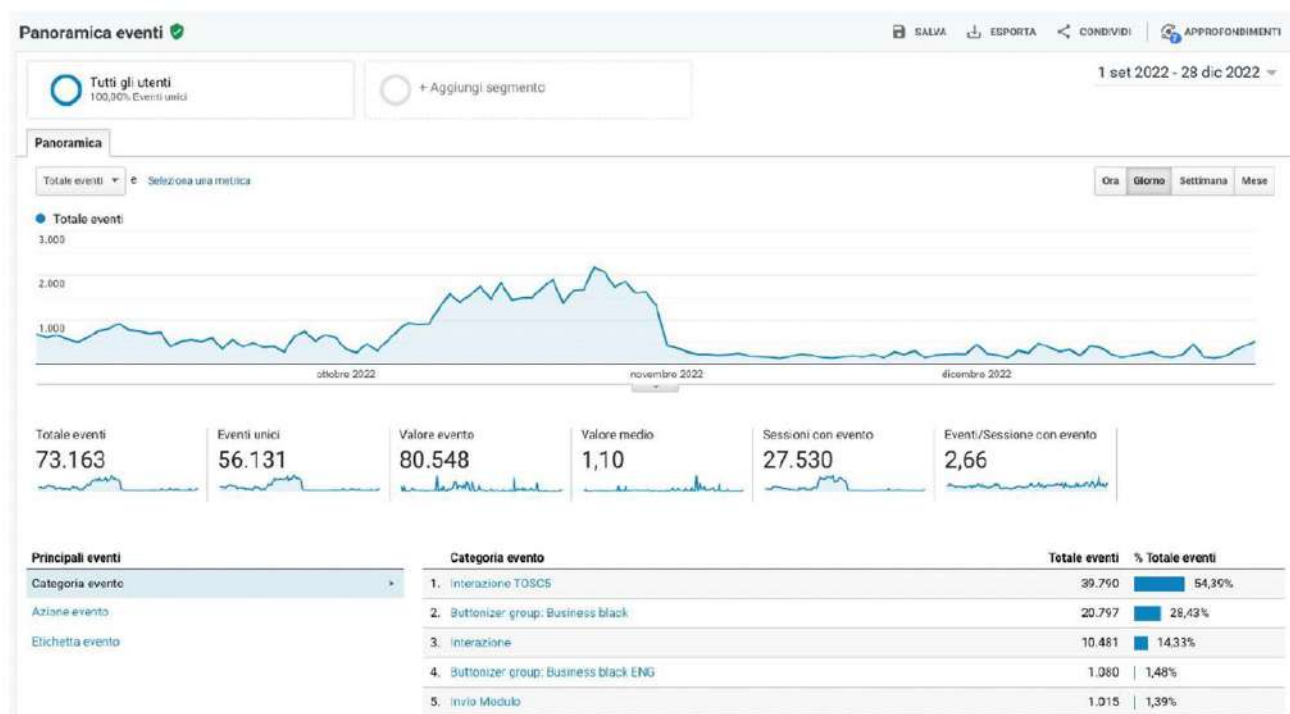 Panoramica eventi
SALVA ESPORTA CONDIVIDI APPROFONDIMENTI
Tutti gli utenti
100,00% Eventi unici
+ Aggiungi segmento
1 set 2022 - 28 dic 2022
Panoramica
Totale eventi e Seleziona una metrica
Ora Giorno Settimana Mese
Totale eventi
3.000
2.000
1.000
ottobre 2022 novembre 2022 dicembre 2022
Totale eventi Eventi unici Valore evento Valore medio Sessioni con evento Eventi/Sessione con evento
73.163 56.131 80.548 1,10 27.530 2,66
Principali eventi Categoria evento Totale eventi % Totale eventi
Categoria evento 1. Interazione TOSC5 39.790 54,39%
Azione evento 2. Buttonizer group: Business black 20.797 28,43%
Etichetta evento 3. Interazione 10.481 14,33%
4. Buttonizer group: Business black ENG 1.080 1,48%
5. Invio Modulo 1.015 1,39%